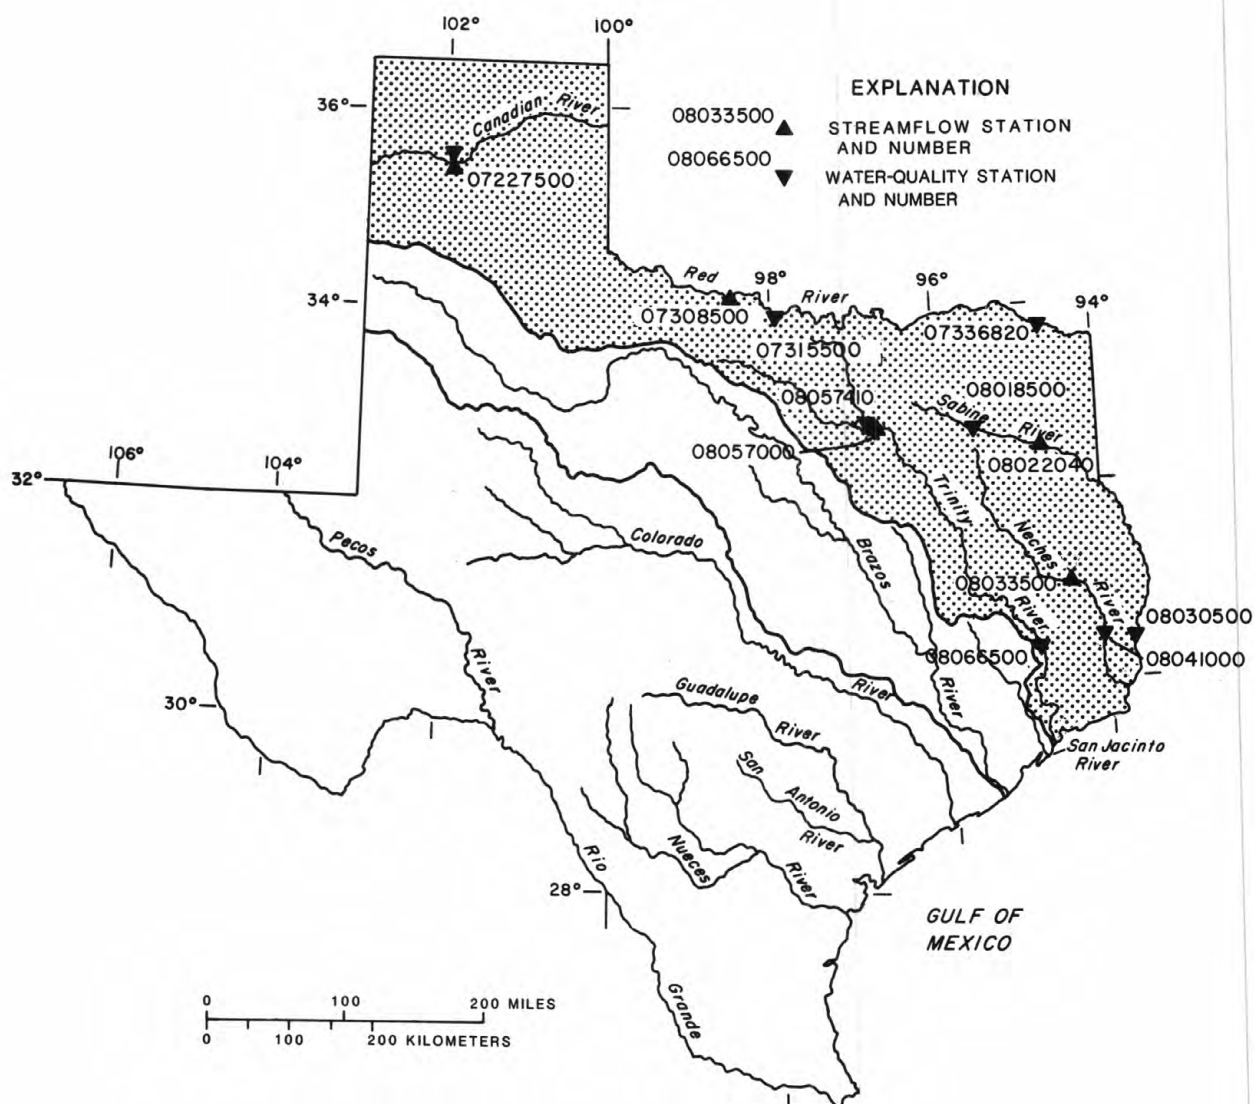 102°
100°
EXPLANATION
36°
Canadian River
08033500
STREAMFLOW STATION
AND NUMBER
08066500
WATER-QUALITY STATION
AND NUMBER
07227500
Red
River
98°
96°
94°
34°
07308500
07336820
07315500
08057410
08018500
Sabine
River
08057000
08022040
106°
104°
32°
Trinity
River
Neches
River
Pecos
River
Colorado
River
Brazos
River
08033500
08030500
08066500
08041000
30°
Guadalupe
River
San Jacinto
River
San
Antonio
River
Nueces
River
Rio
Grande
28°
GULF OF
MEXICO
0 100 200 MILES
0 100 200 KILOMETERS